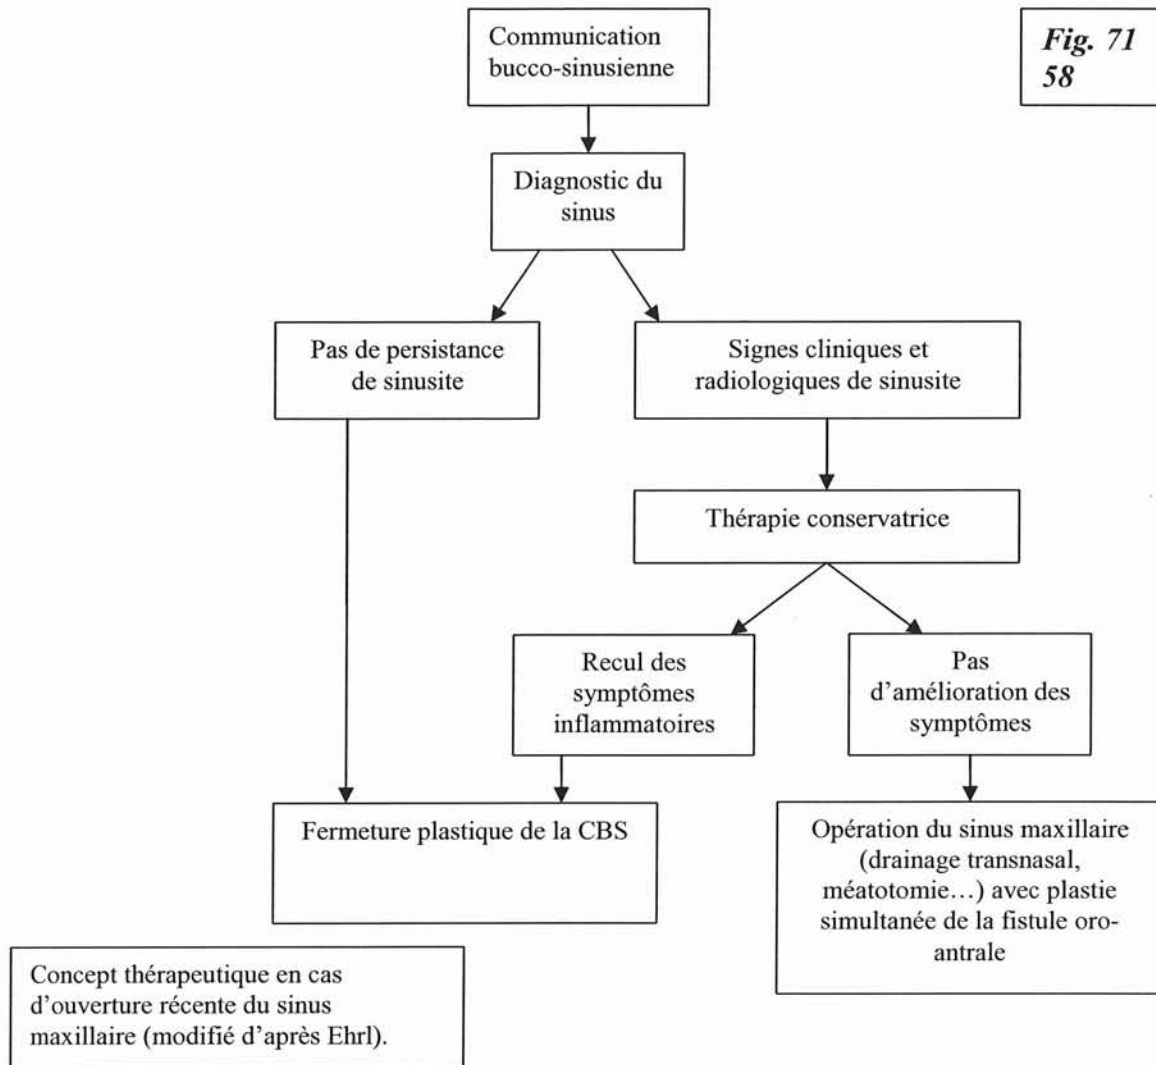 Communication
bucco-sinusienne
Fig. 71
58
Diagnostic du
sinus
Pas de persistance
de sinusite
Signes cliniques et
radiologiques de sinusite
Thérapie conservatrice
Recul des
symptômes
inflammatoires
Pas
d’amélioration des
symptômes
Fermeture plastique de la CBS
Opération du sinus maxillaire
(drainage transnasal,
méatotomie…) avec plastie
simultanée de la fistule oro-
antrale
Concept thérapeutique en cas
d’ouverture récente du sinus
maxillaire (modifié d’après Ehrl).